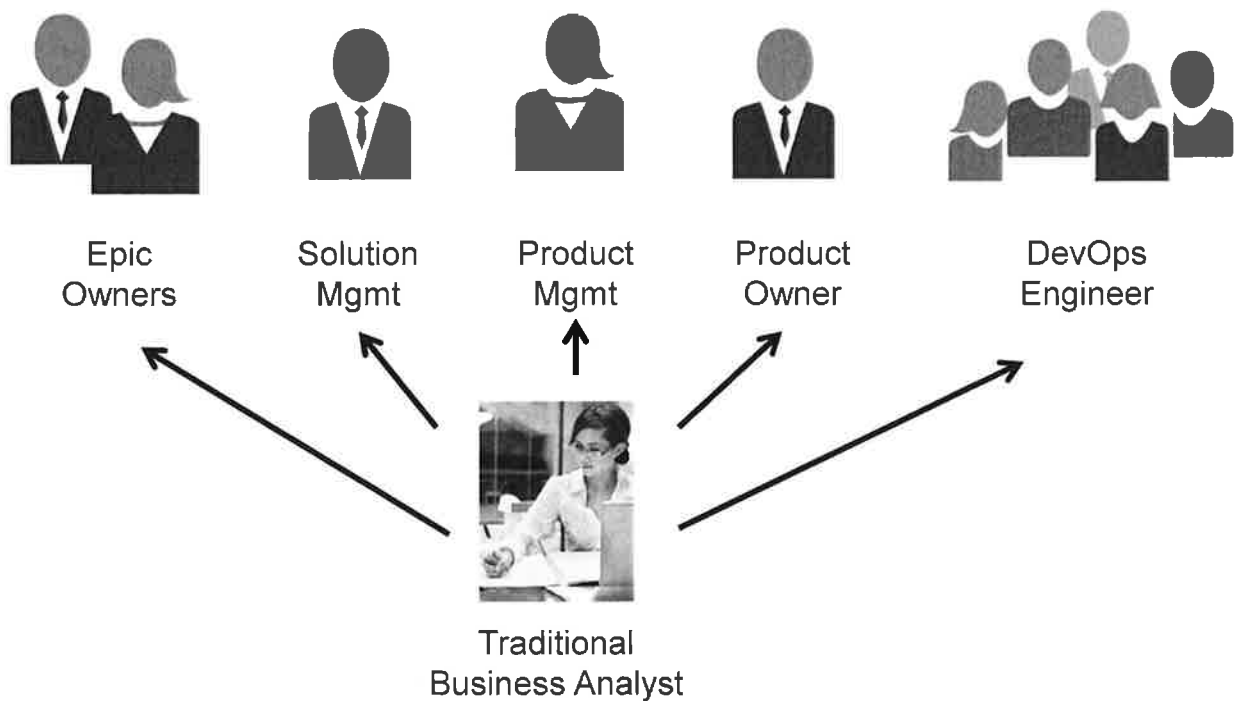 Epic
Owners
Solution
Mgmt
Product
Mgmt
Product
Owner
DevOps
Engineer
Traditional
Business Analyst